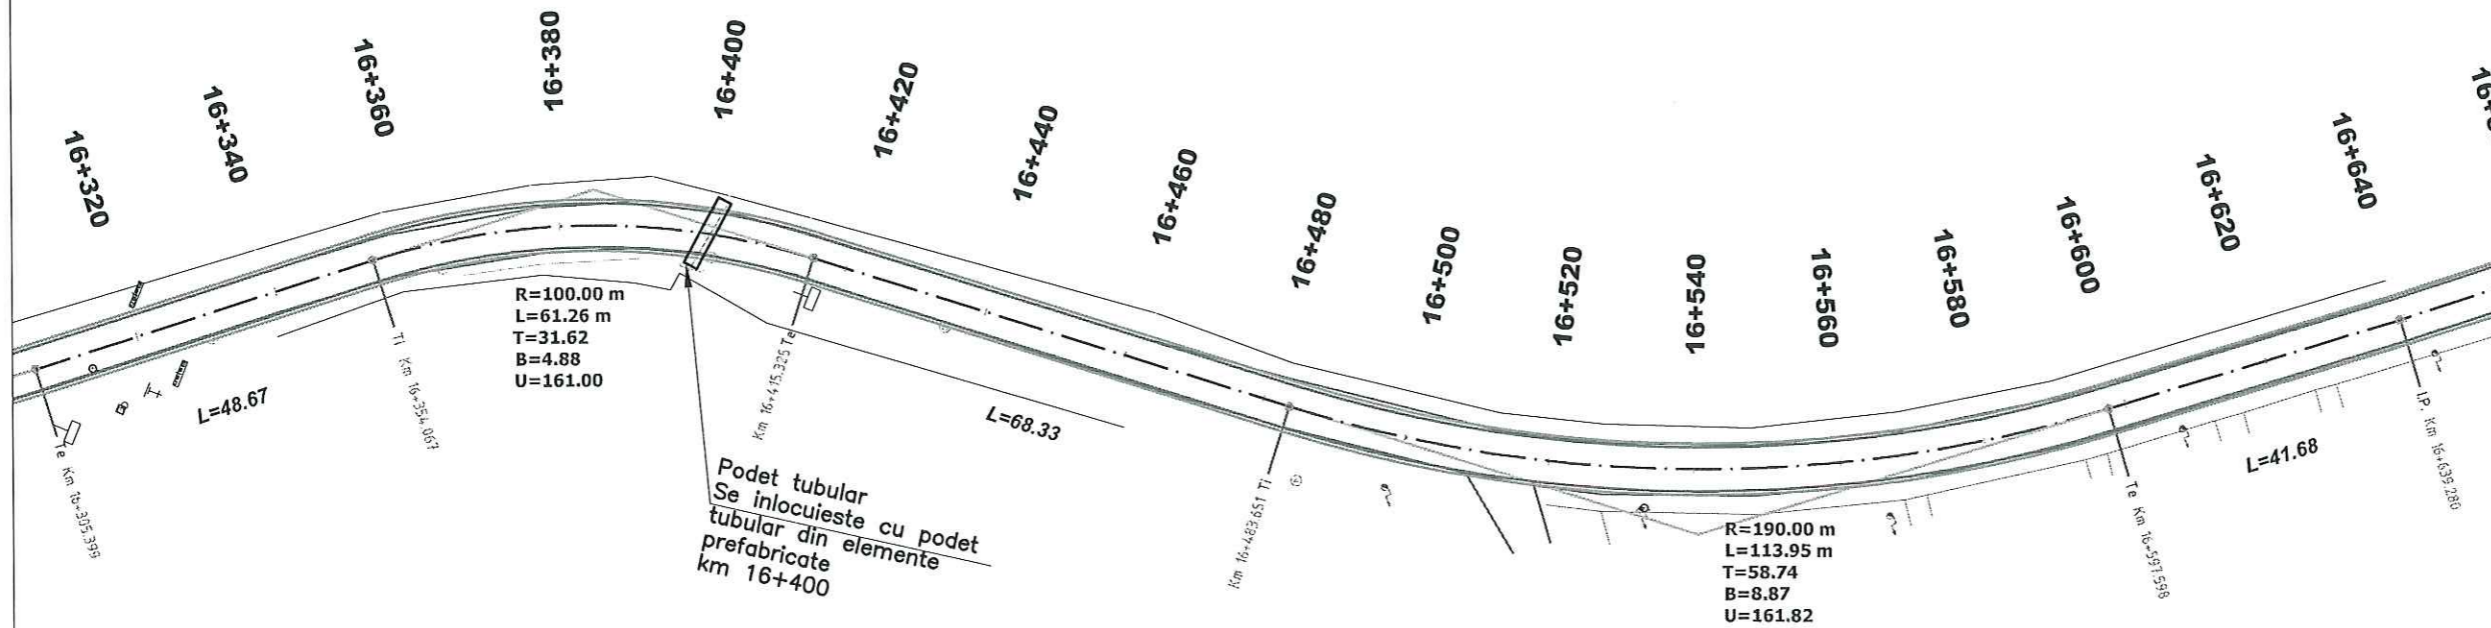 16+320
16+340
16+360
16+380
16+400
16+420
16+440
16+460
16+480
16+500
16+520
16+540
16+560
16+580
16+600
16+620
16+640
Te Km 16+305.399
L=48.67
Ti Km 16+354.067
R=100.00 m
L=61.26 m
T=31.62
B=4.88
U=161.00
Km 16+415.325 Te
Podet tubular
Se inlocuieste cu podet
tubular din elemente
prefabricate
km 16+400
L=68.33
Km 16+483.651 Ti
R=190.00 m
L=113.95 m
T=58.74
B=8.87
U=161.82
Te Km 16+597.598
L=41.68
I.P. Km 16+639.280